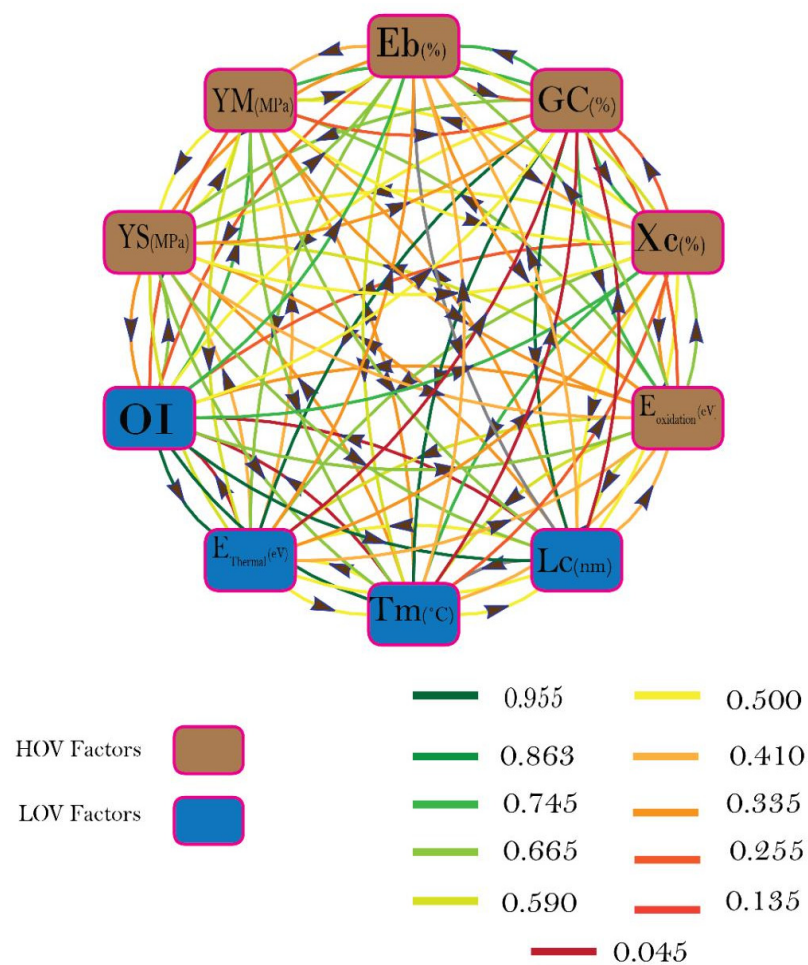 Eb(%)
YM(MPa)
GC(%)
YS(MPa)
Xc(%)
OI
E oxidation (eV)
E Thermal (eV)
Lc(nm)
Tm(°C)
HOV Factors
LOV Factors
0.955
0.863
0.745
0.665
0.590
0.500
0.410
0.335
0.255
0.135
0.045